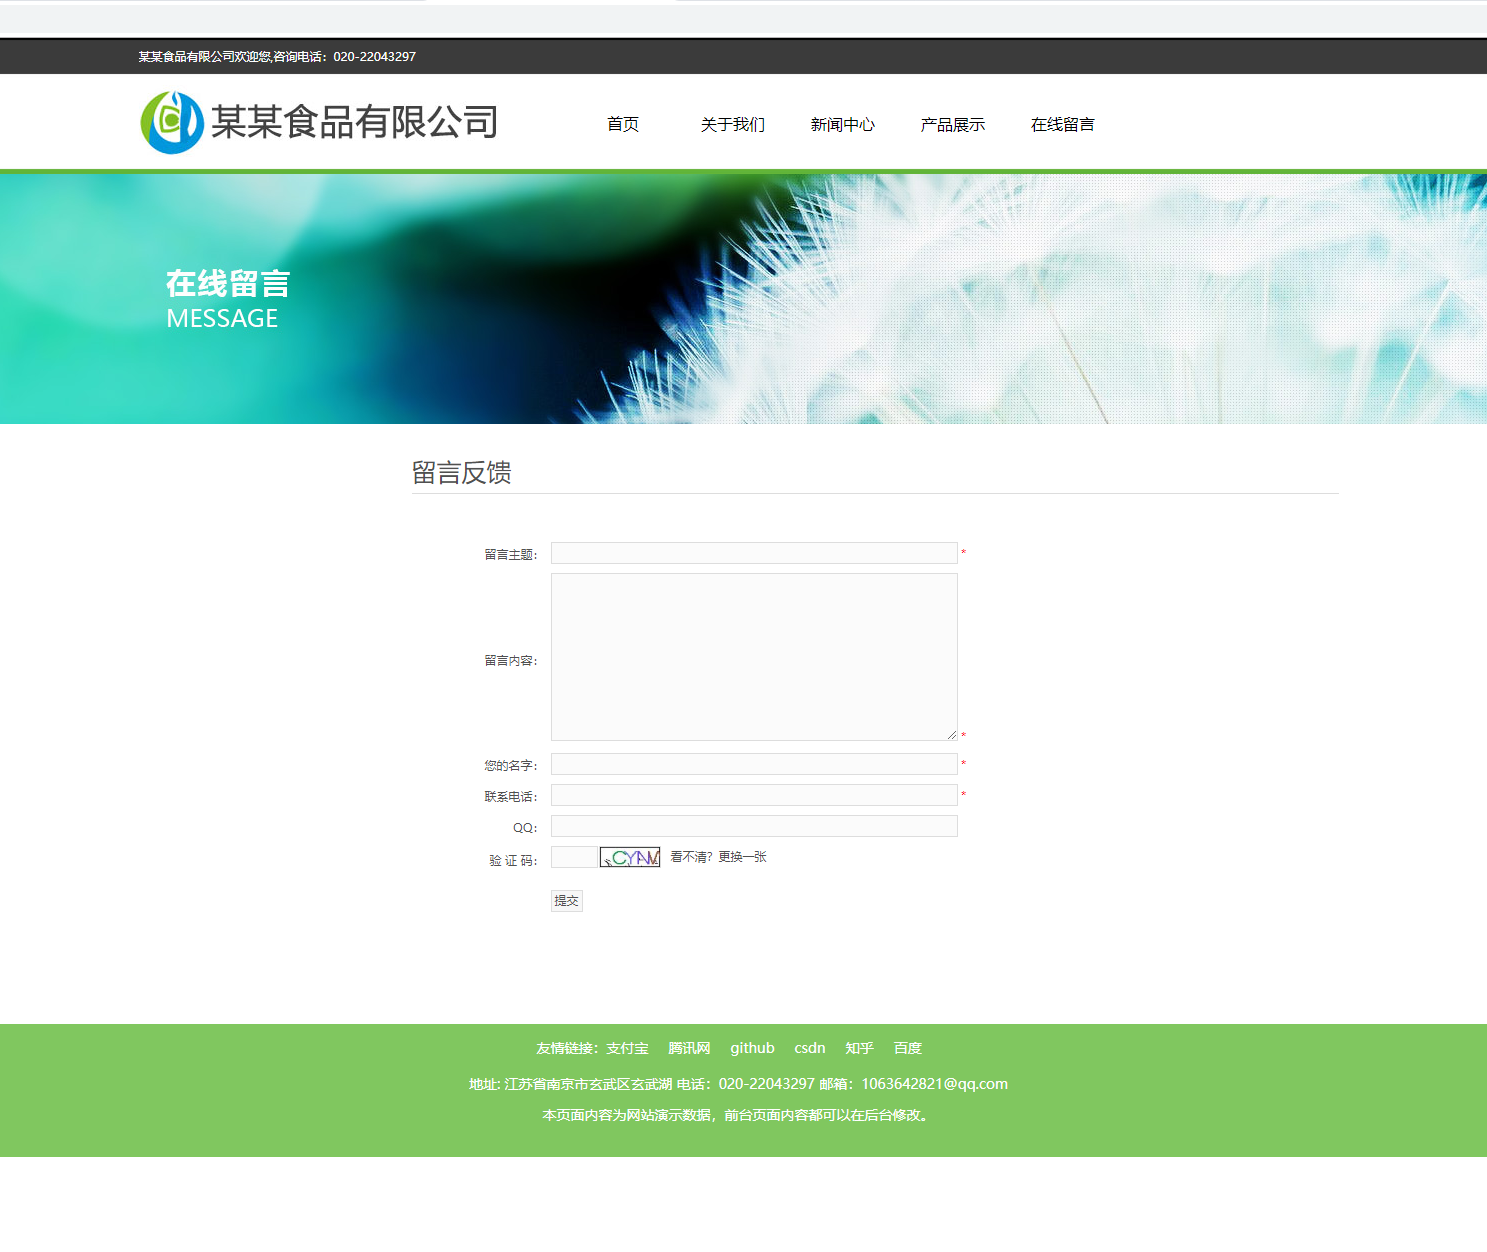 某某食品有限公司欢迎您,咨询电话：020-22043297
某某食品有限公司
首页 关于我们 新闻中心 产品展示 在线留言
在线留言
MESSAGE
留言反馈
留言主题： *
留言内容： *
您的名字： *
联系电话： *
QQ：
验 证 码： CYAV 看不清？更换一张
提交
友情链接：支付宝 腾讯网 github csdn 知乎 百度
地址: 江苏省南京市玄武区玄武湖 电话：020-22043297 邮箱：1063642821@qq.com
本页面内容为网站演示数据，前台页面内容都可以在后台修改。